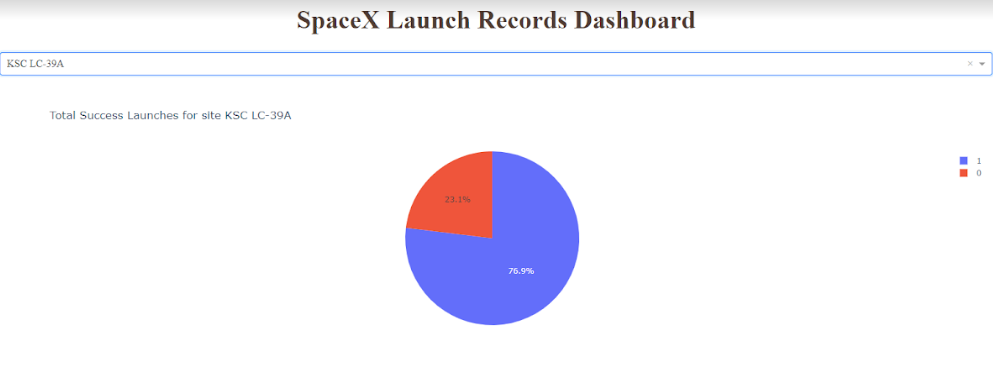 SpaceX Launch Records Dashboard
KSC LC-39A
Total Success Launches for site KSC LC-39A
1
0
23.1%
76.9%